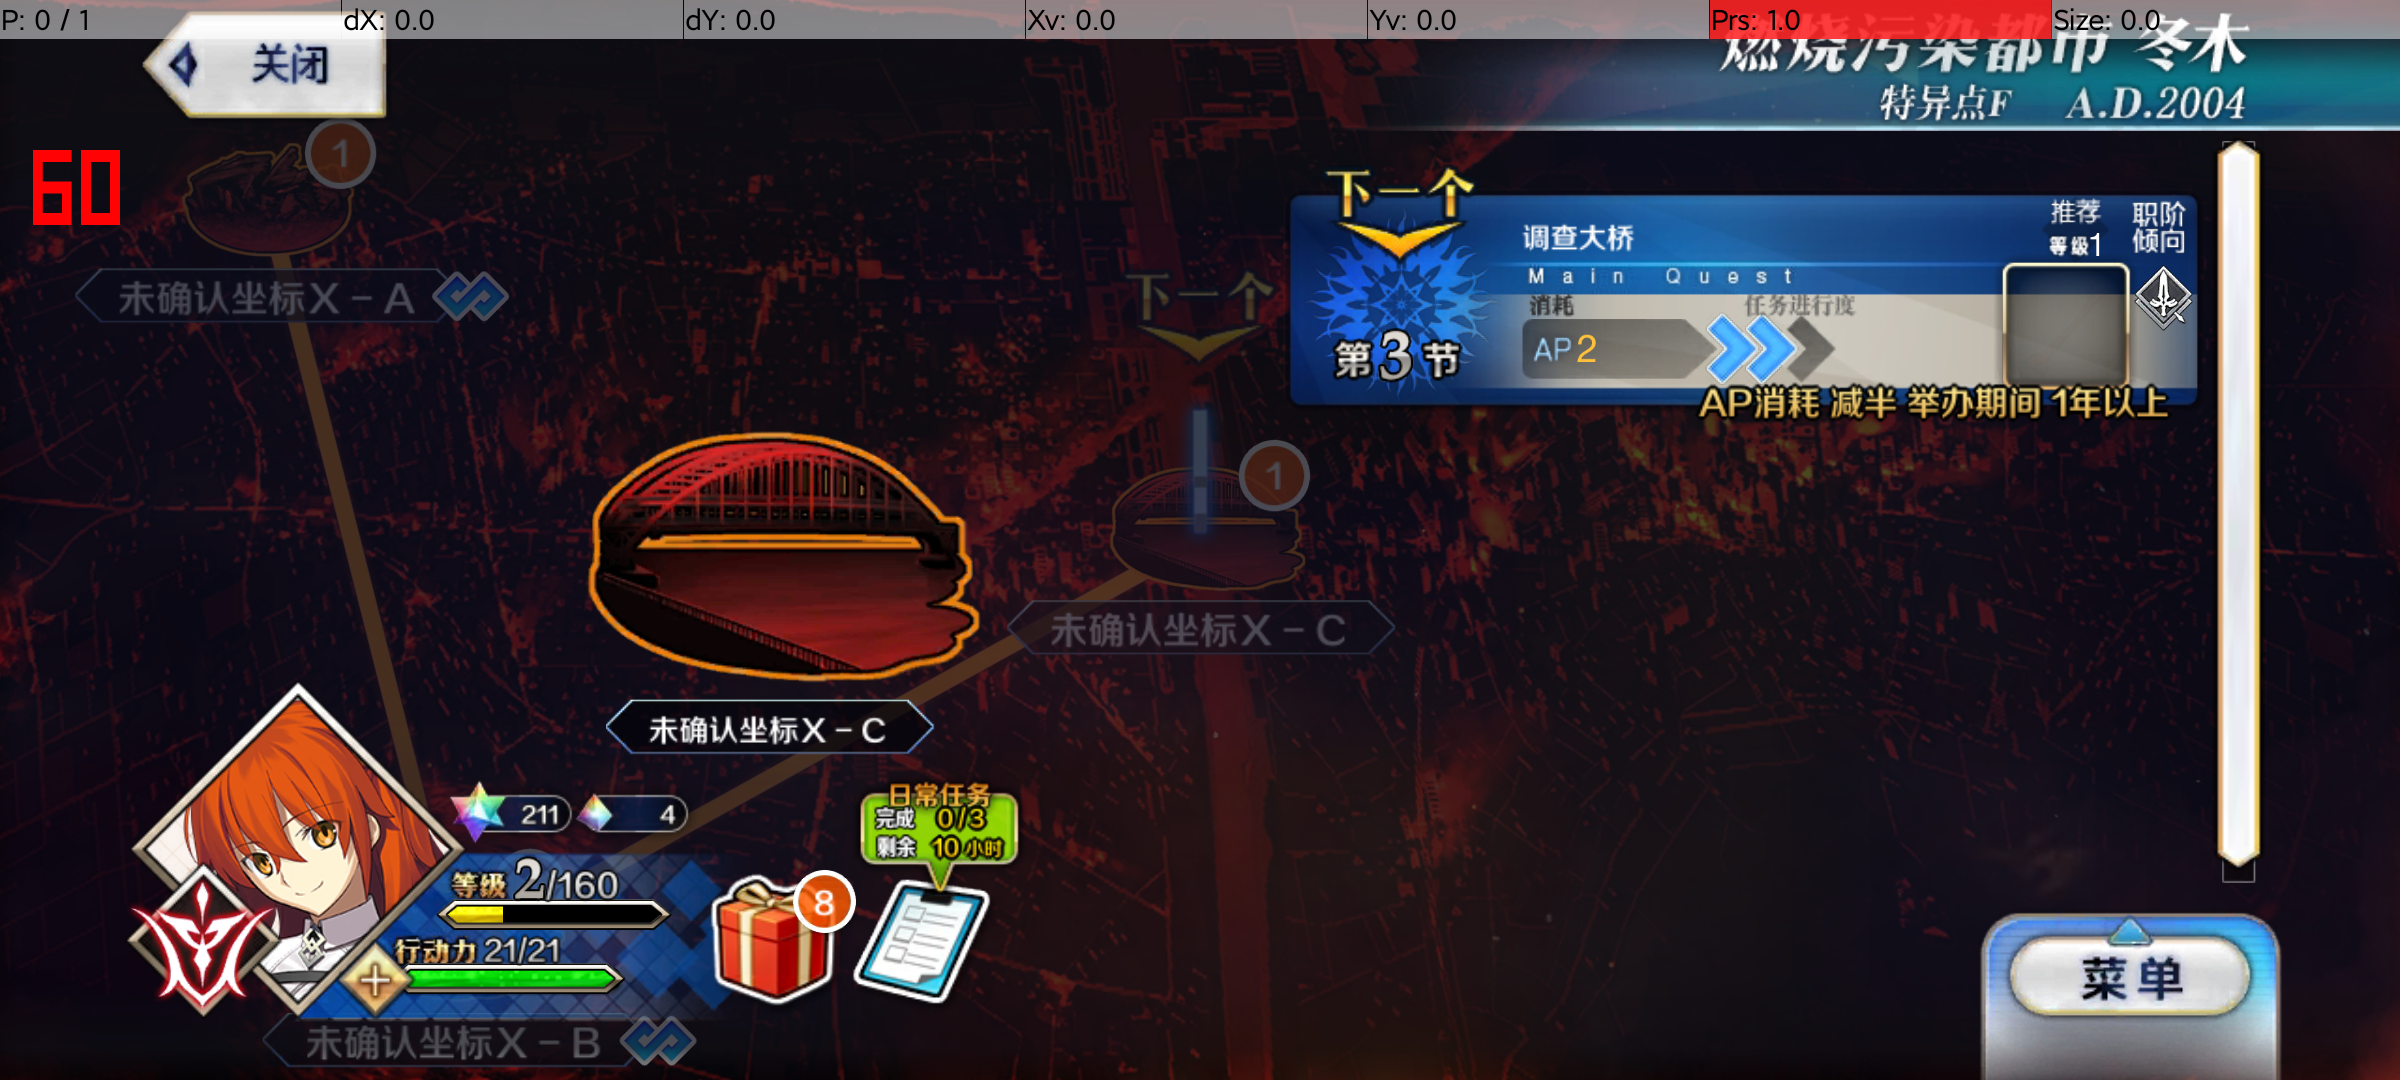 P: 0 / 1
dX: 0.0
dY: 0.0
Xv: 0.0
Yv: 0.0
Prs: 1.0
Size: 0.0
关闭
燃烧污染都市 冬木
特异点F A.D.2004
60
1
未确认坐标X－A
下一个
1
未确认坐标X－C
下一个
第3节
调查大桥
Main Quest
消耗
AP 2
任务进行度
推荐
等级1
职阶
倾向
AP消耗 减半 举办期间 1年以上
未确认坐标X－C
211
4
等级 2/160
行动力 21/21
8
日常任务
完成 0/3
剩余 10小时
未确认坐标X－B
菜单